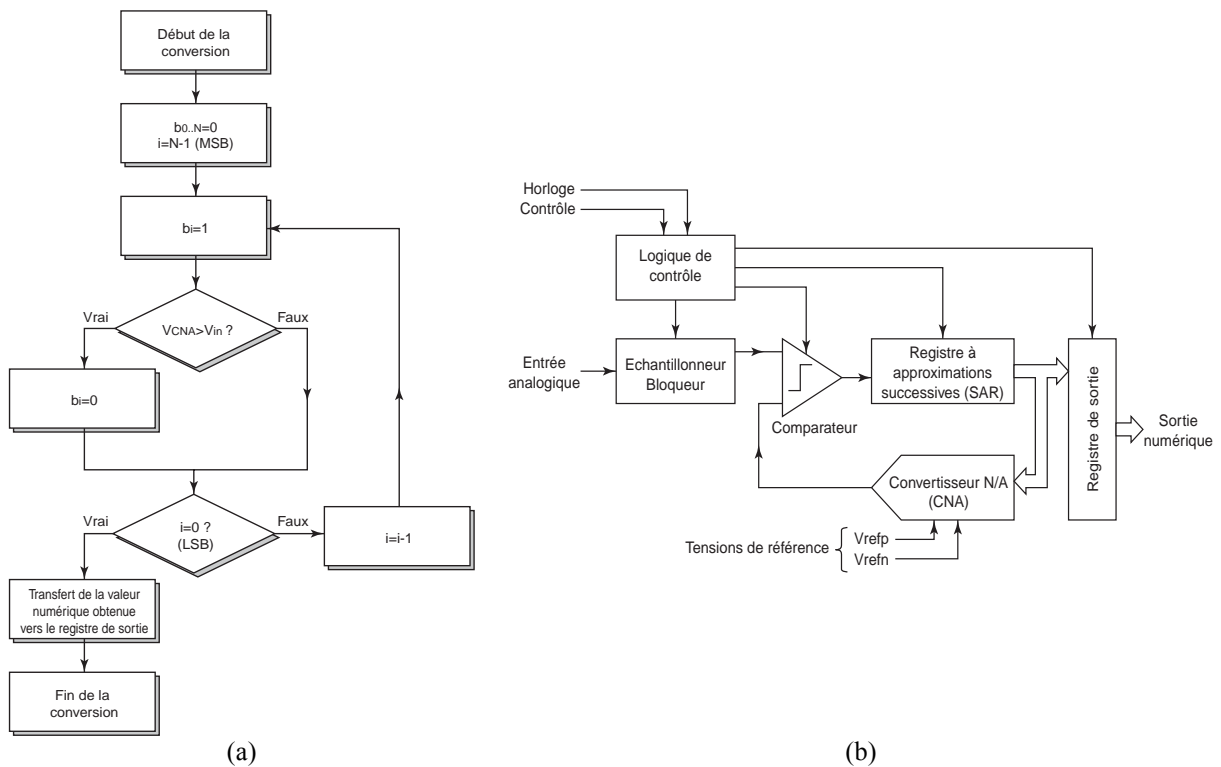 Début de la
conversion
b0..N=0
i=N-1 (MSB)
bi=1
Vrai
VCNA>Vin ?
Faux
bi=0
Vrai
i=0 ?
(LSB)
Faux
i=i-1
Transfert de la valeur
numérique obtenue
vers le registre de sortie
Fin de la
conversion
(a)
Horloge
Contrôle
Logique de
contrôle
Entrée
analogique
Echantillonneur
Bloqueur
Comparateur
Registre à
approximations
successives (SAR)
Convertisseur N/A
(CNA)
Tensions de référence
Vrefp
Vrefn
Registre de sortie
Sortie
numérique
(b)